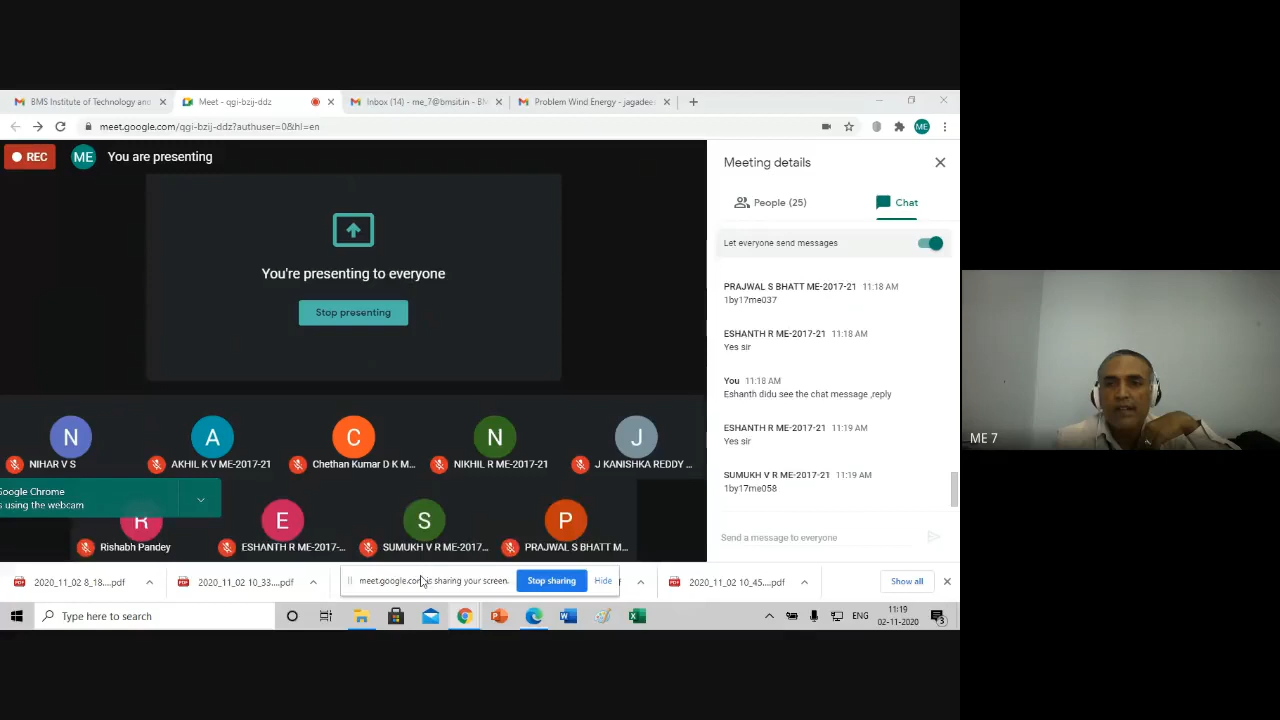 BMS Institute of Technology and
Meet - qgi-bzij-ddz
Inbox (14) - me_7@bmsit.in - BM
Problem Wind Energy - jagadee
meet.google.com/qgi-bzij-ddz?authuser=0&hl=en
ME
REC
ME
You are presenting
You're presenting to everyone
Stop presenting
N
NIHAR V S
A
AKHIL K V ME-2017-21
C
Chethan Kumar D K M...
N
NIKHIL R ME-2017-21
J
J KANISHKA REDDY ...
Google Chrome
is using the webcam
R
Rishabh Pandey
E
ESHANTH R ME-2017-...
S
SUMUKH V R ME-2017...
P
PRAJWAL S BHATT M...
Meeting details
People (25)
Chat
Let everyone send messages
PRAJWAL S BHATT ME-2017-21 11:18 AM
1by17me037
ESHANTH R ME-2017-21 11:18 AM
Yes sir
You 11:18 AM
Eshanth didu see the chat message ,reply
ESHANTH R ME-2017-21 11:19 AM
Yes sir
SUMUKH V R ME-2017-21 11:19 AM
1by17me058
Send a message to everyone
2020_11_02 8_18....pdf
2020_11_02 10_33....pdf
meet.google.com is sharing your screen.
Stop sharing
Hide
2020_11_02 10_45....pdf
Show all
Type here to search
ENG
11:19
02-11-2020
3
ME 7